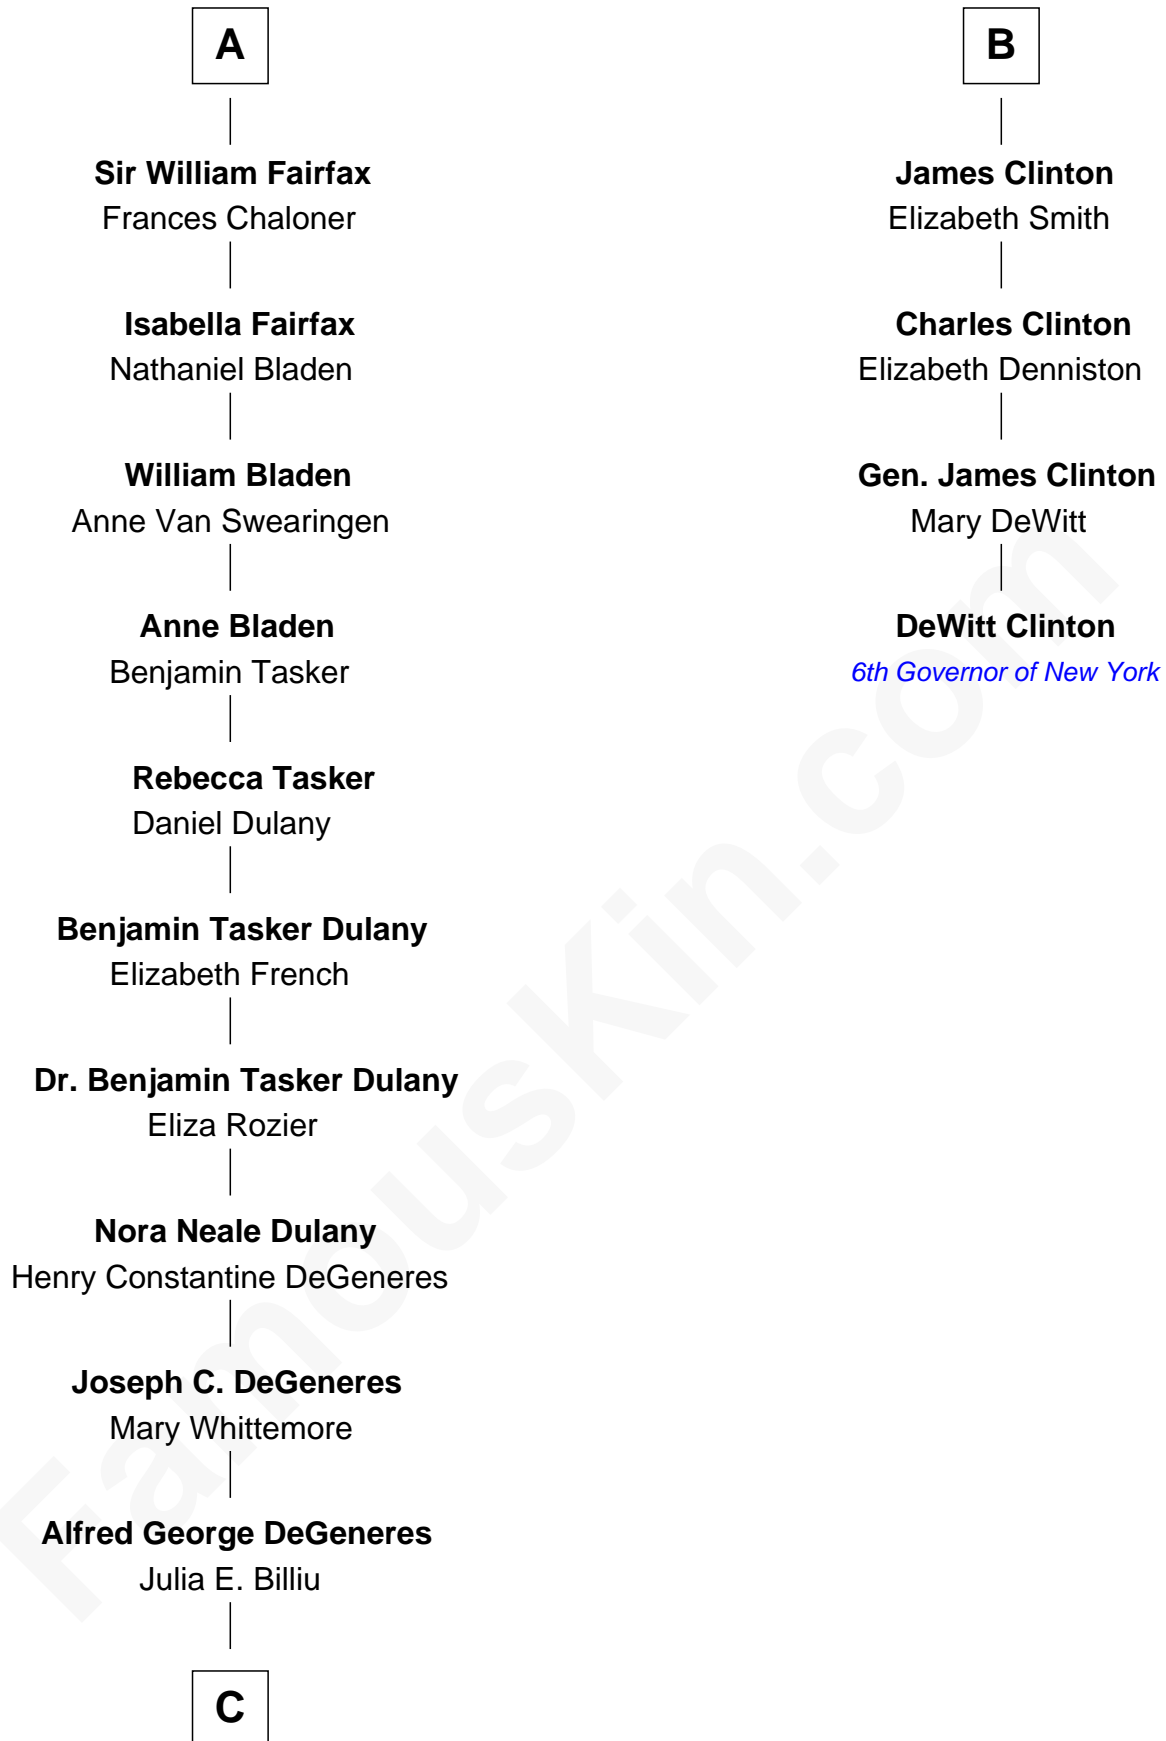 A
Sir William Fairfax
Frances Chaloner
Isabella Fairfax
Nathaniel Bladen
William Bladen
Anne Van Swearingen
Anne Bladen
Benjamin Tasker
Rebecca Tasker
Daniel Dulany
Benjamin Tasker Dulany
Elizabeth French
Dr. Benjamin Tasker Dulany
Eliza Rozier
Nora Neale Dulany
Henry Constantine DeGeneres
Joseph C. DeGeneres
Mary Whittemore
Alfred George DeGeneres
Julia E. Billiu
C
B
James Clinton
Elizabeth Smith
Charles Clinton
Elizabeth Denniston
Gen. James Clinton
Mary DeWitt
DeWitt Clinton
6th Governor of New York
FamousKin.com